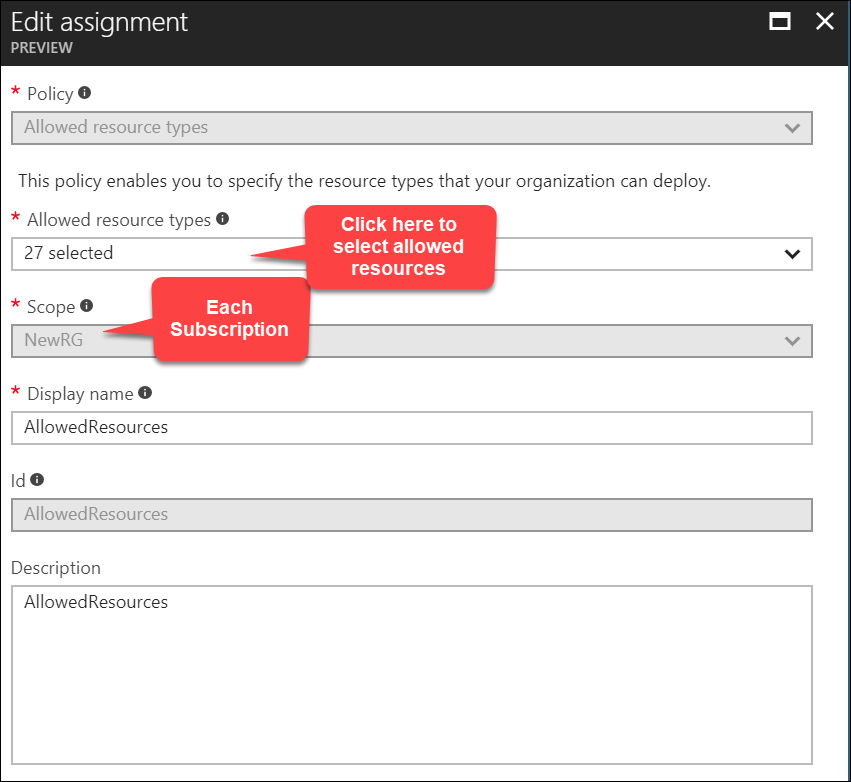 Edit assignment
PREVIEW
* Policy
Allowed resource types
This policy enables you to specify the resource types that your organization can deploy.
* Allowed resource types
27 selected
Click here to
select allowed
resources
* Scope
NewRG
Each
Subscription
* Display name
AllowedResources
Id
AllowedResources
Description
AllowedResources